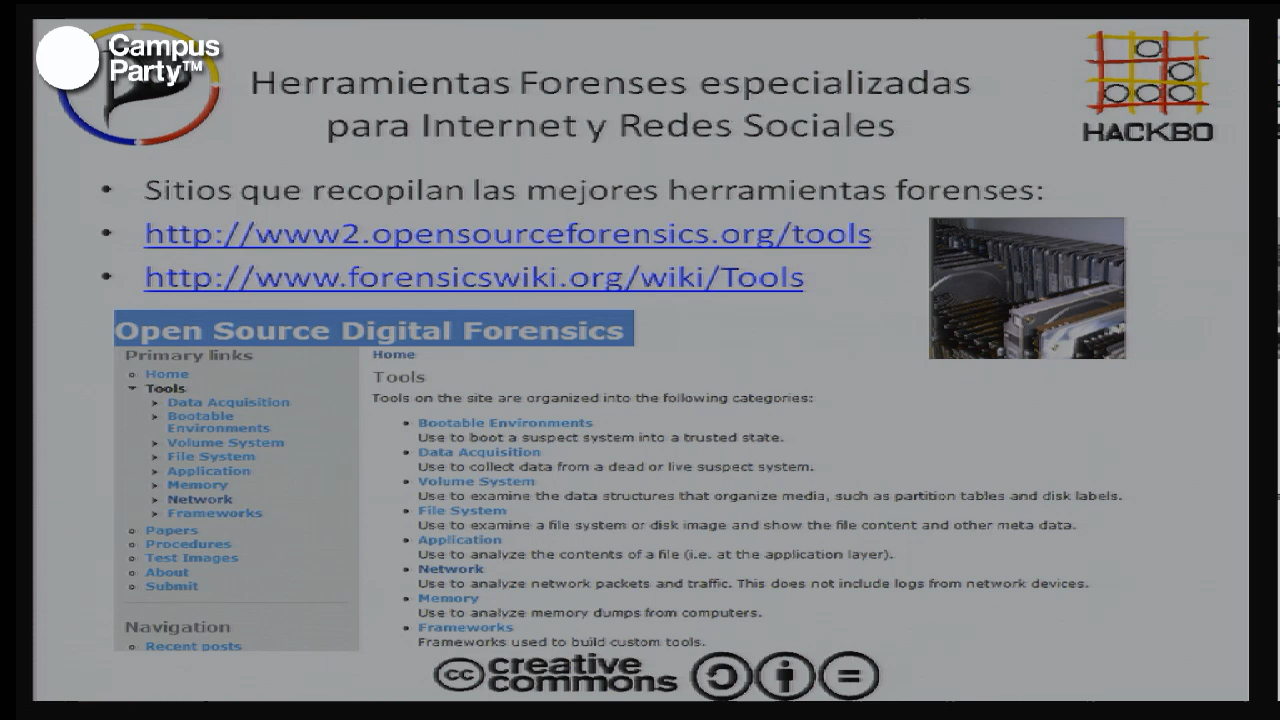 Campus
Party™
Herramientas Forenses especializadas
para Internet y Redes Sociales
HACKBO
• Sitios que recopilan las mejores herramientas forenses:
• http://www2.opensourceforensics.org/tools
• http://www.forensicswiki.org/wiki/Tools
Open Source Digital Forensics
Primary links
Home
Tools
Data Acquisition
Bootable
Environments
Volume System
File System
Application
Memory
Network
Frameworks
Papers
Procedures
Test Images
About
Submit
Navigation
Recent posts
Home
Tools
Tools on the site are organized into the following categories:
• Bootable Environments
Use to boot a suspect system into a trusted state.
• Data Acquisition
Use to collect data from a dead or live suspect system.
• Volume System
Use to examine the data structures that organize media, such as partition tables and disk labels.
• File System
Use to examine a file system or disk image and show the file content and other meta data.
• Application
Use to analyze the contents of a file (i.e. at the application layer).
• Network
Use to analyze network packets and traffic. This does not include logs from network devices.
• Memory
Use to analyze memory dumps from computers.
• Frameworks
Frameworks used to build custom tools.
cc creative
commons